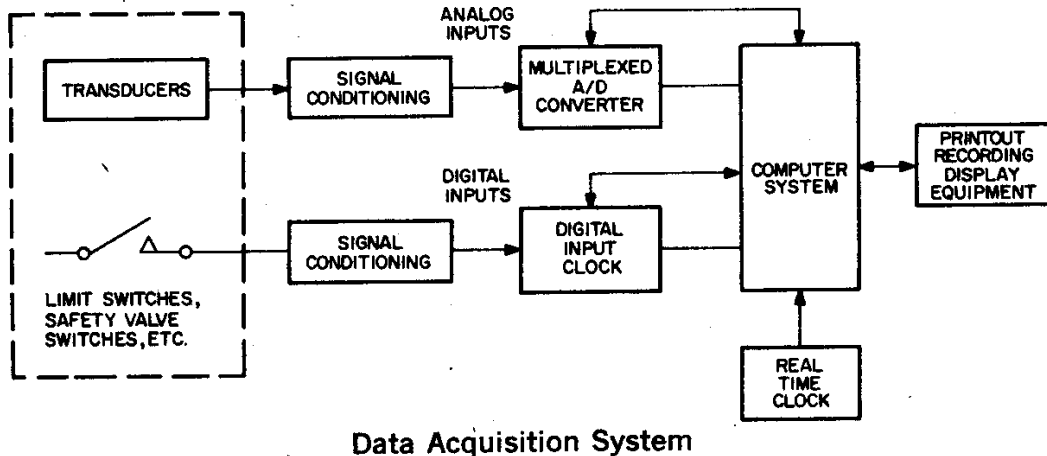 ANALOG
INPUTS
TRANSDUCERS
SIGNAL
CONDITIONING
MULTIPLEXED
A/D
CONVERTER
COMPUTER
SYSTEM
PRINTOUT
RECORDING
DISPLAY
EQUIPMENT
DIGITAL
INPUTS
SIGNAL
CONDITIONING
DIGITAL
INPUT
CLOCK
LIMIT SWITCHES,
SAFETY VALVE
SWITCHES, ETC.
REAL
TIME
CLOCK
Data Acquisition System